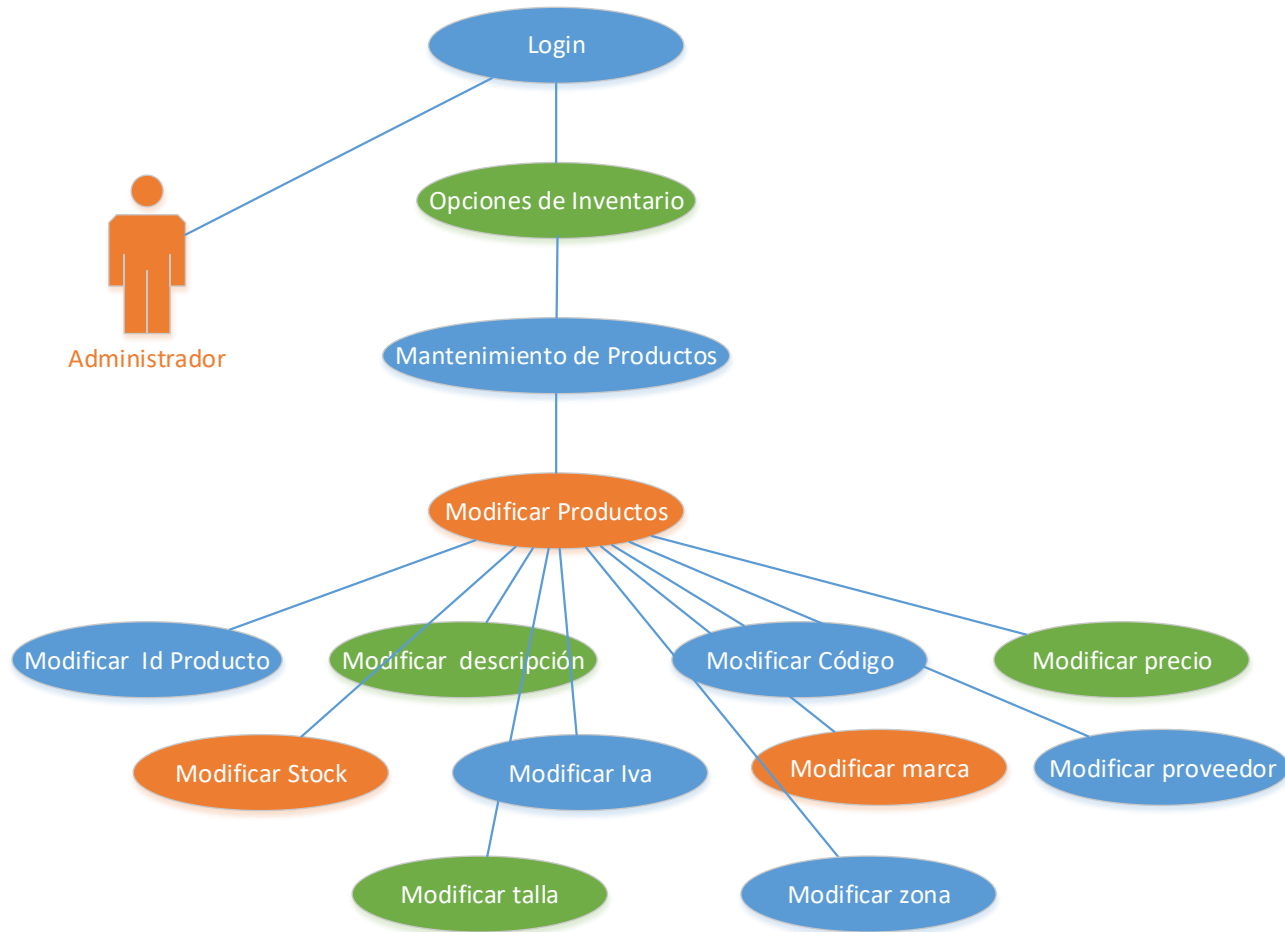 Login
Opciones de Inventario
Administrador
Mantenimiento de Productos
Modificar Productos
Modificar  Id Producto
Modificar  descripción
Modificar Código
Modificar precio
Modificar Stock
Modificar Iva
Modificar marca
Modificar proveedor
Modificar talla
Modificar zona